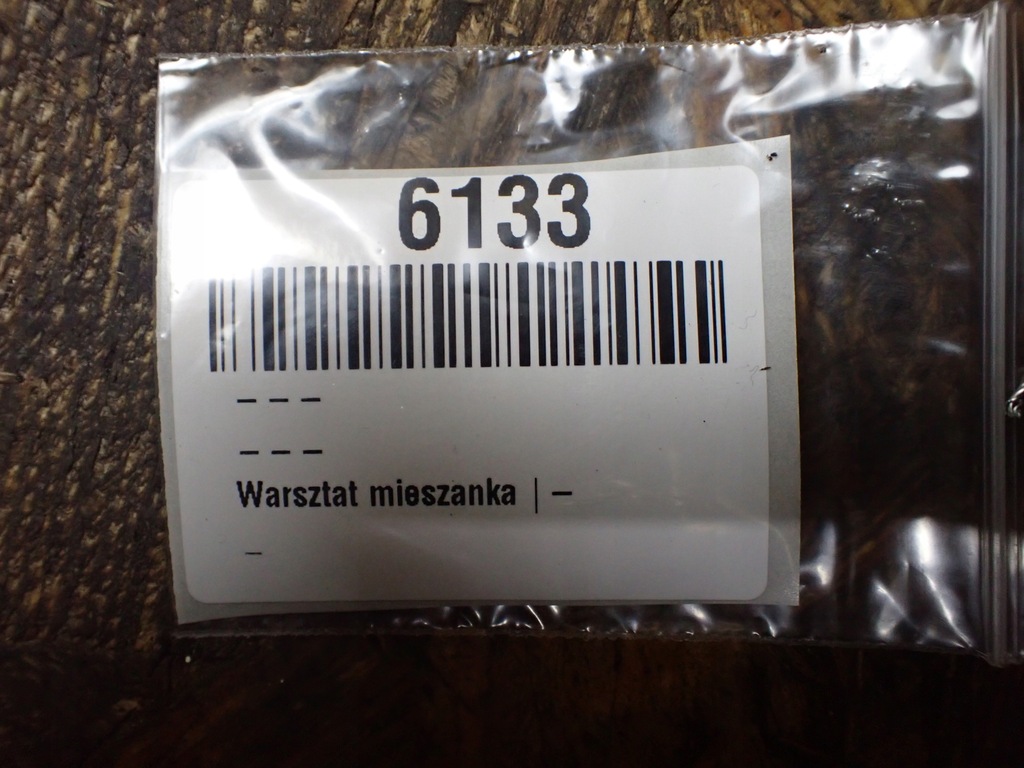 6133
– – –
– – –
Warsztat mieszanka | –
–